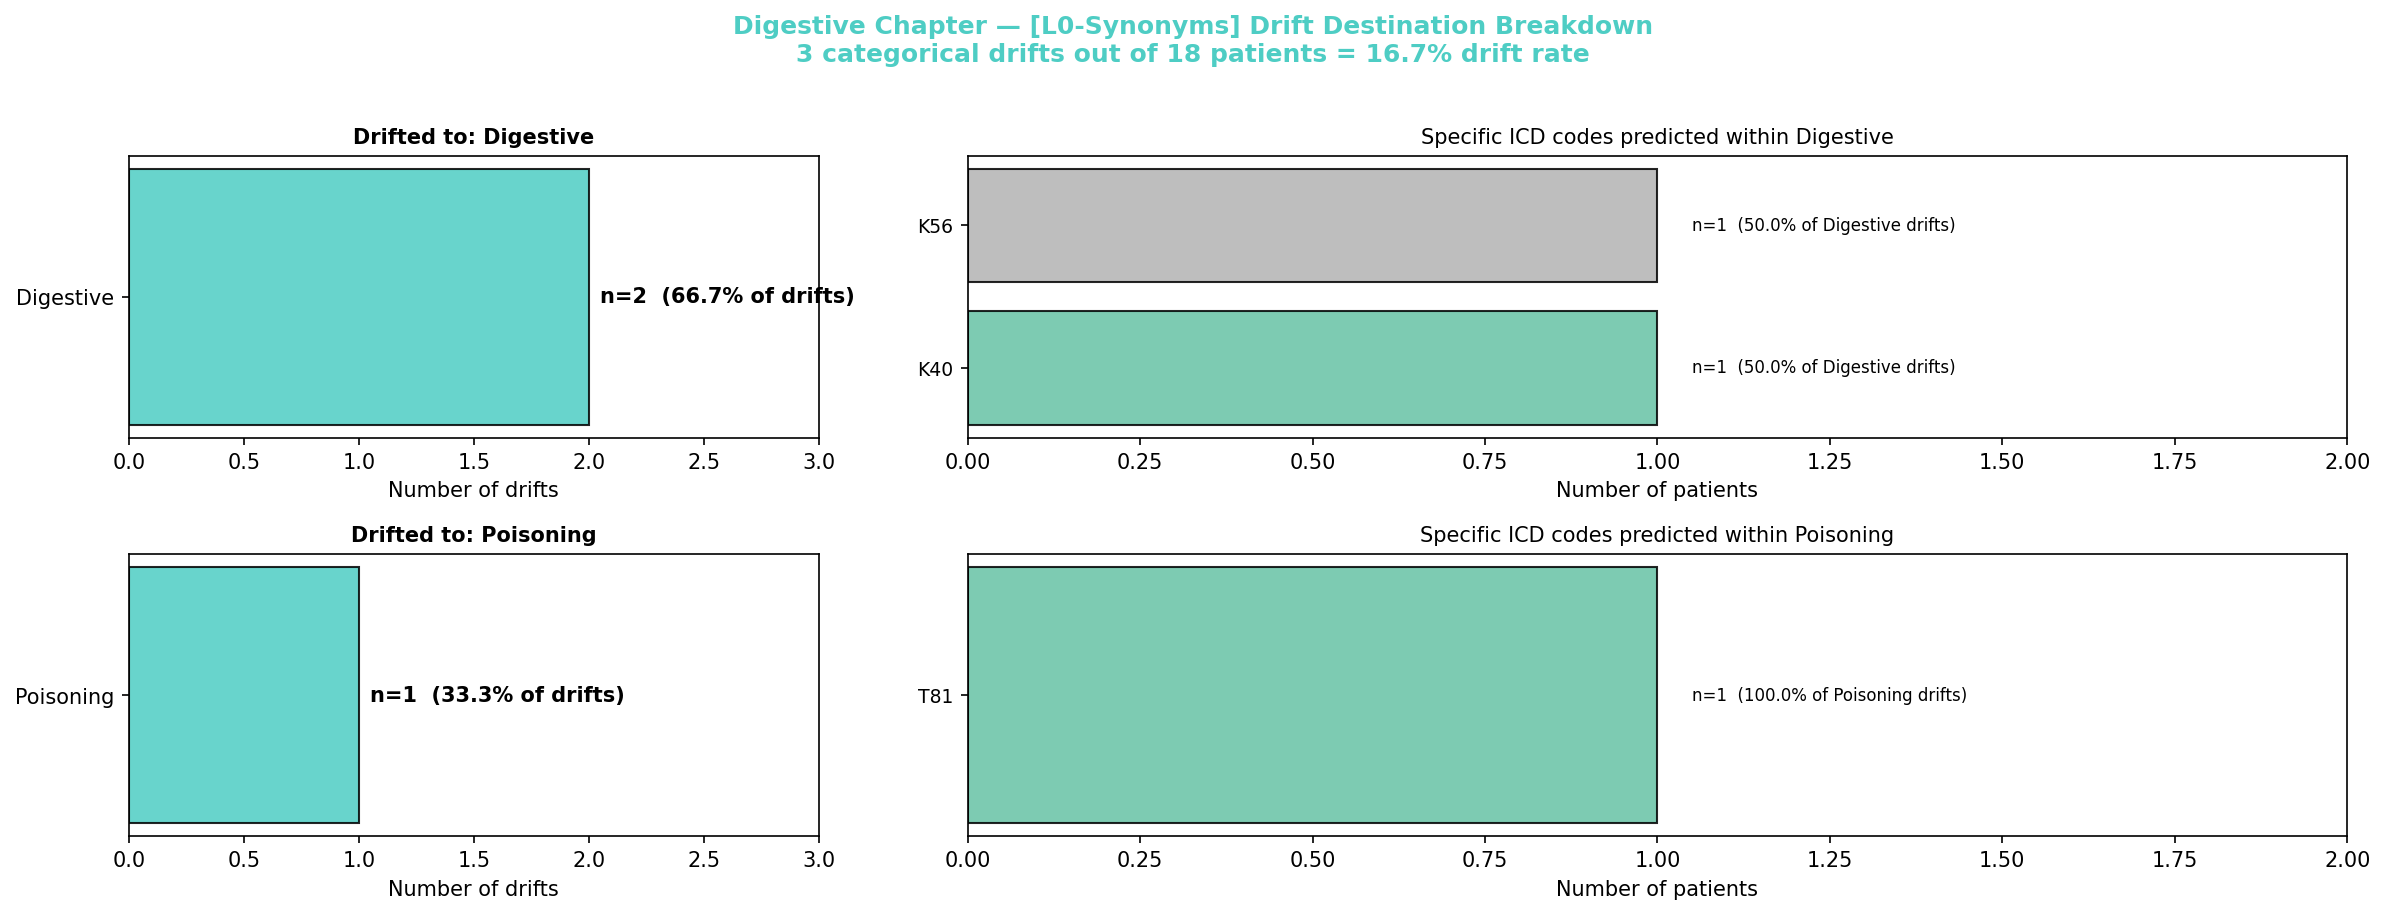 Digestive Chapter — [L0-Synonyms] Drift Destination Breakdown
3 categorical drifts out of 18 patients = 16.7% drift rate
Drifted to: Digestive
Digestive
n=2 (66.7% of drifts)
0.0 0.5 1.0 1.5 2.0 2.5 3.0
Number of drifts
Specific ICD codes predicted within Digestive
K56
n=1 (50.0% of Digestive drifts)
K40
n=1 (50.0% of Digestive drifts)
0.00 0.25 0.50 0.75 1.00 1.25 1.50 1.75 2.00
Number of patients
Drifted to: Poisoning
Poisoning
n=1 (33.3% of drifts)
0.0 0.5 1.0 1.5 2.0 2.5 3.0
Number of drifts
Specific ICD codes predicted within Poisoning
T81
n=1 (100.0% of Poisoning drifts)
0.00 0.25 0.50 0.75 1.00 1.25 1.50 1.75 2.00
Number of patients